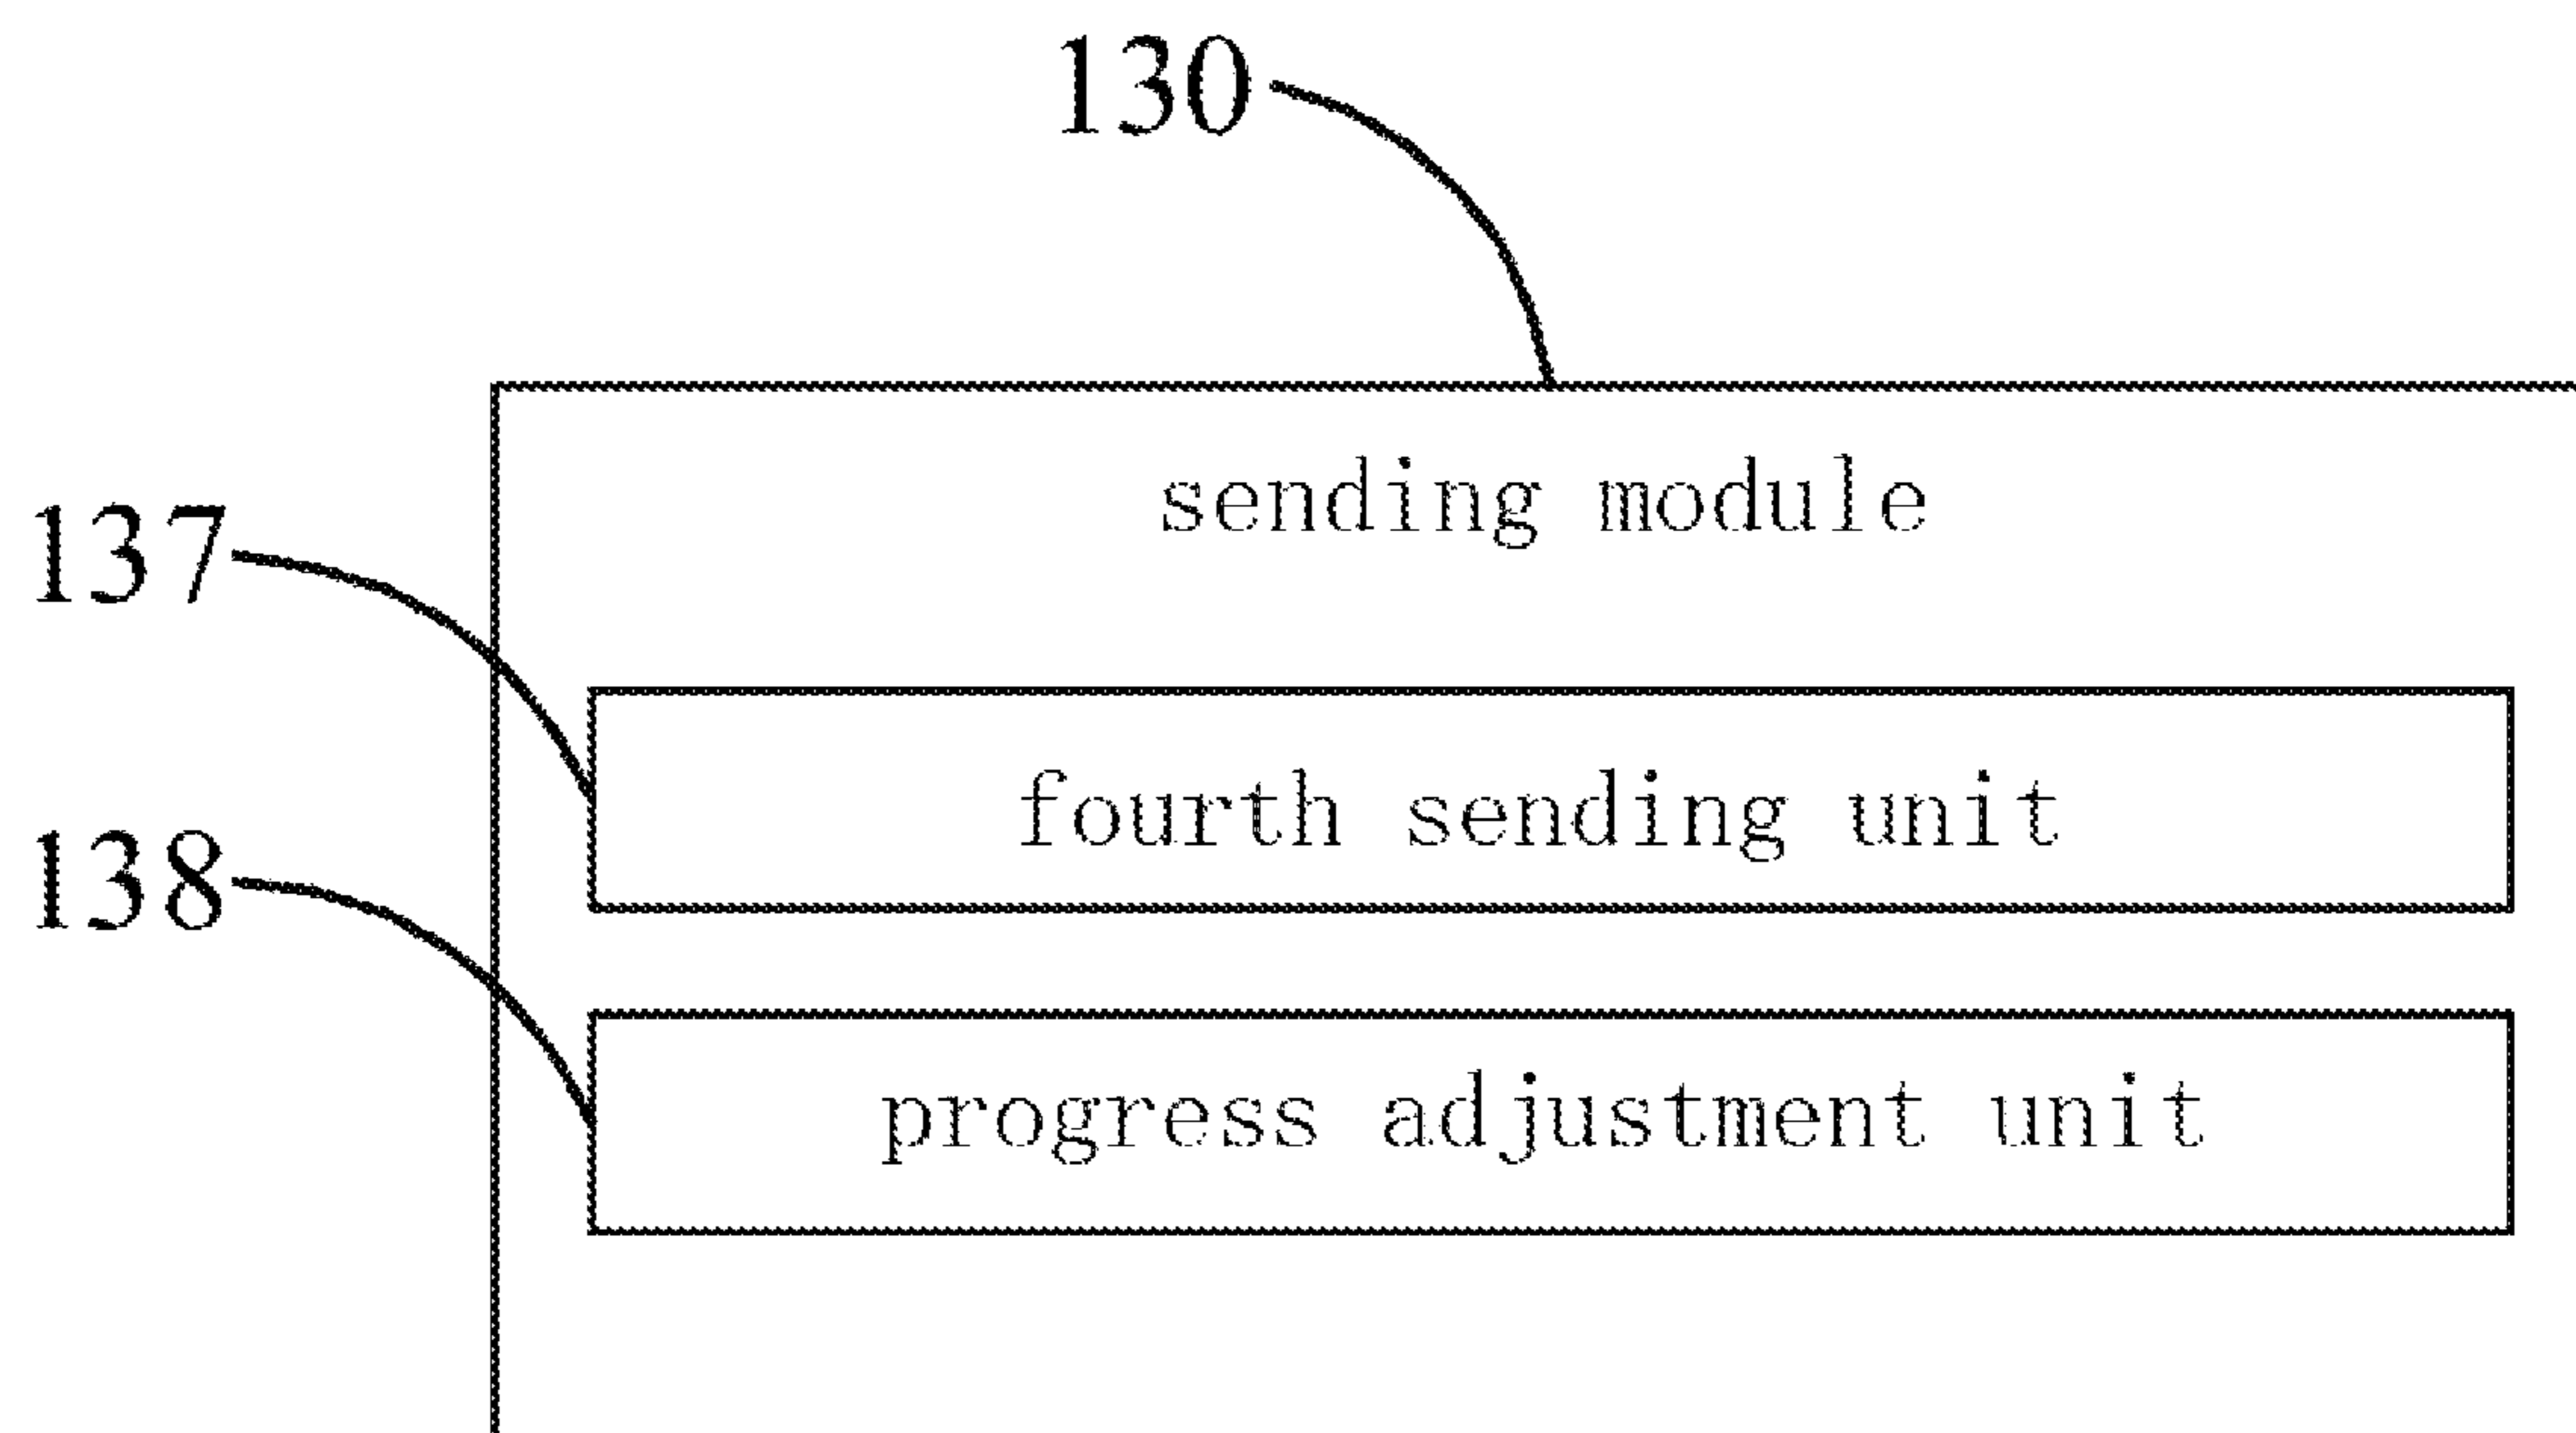 130
sending module
137
fourth sending unit
138
progress adjustment unit